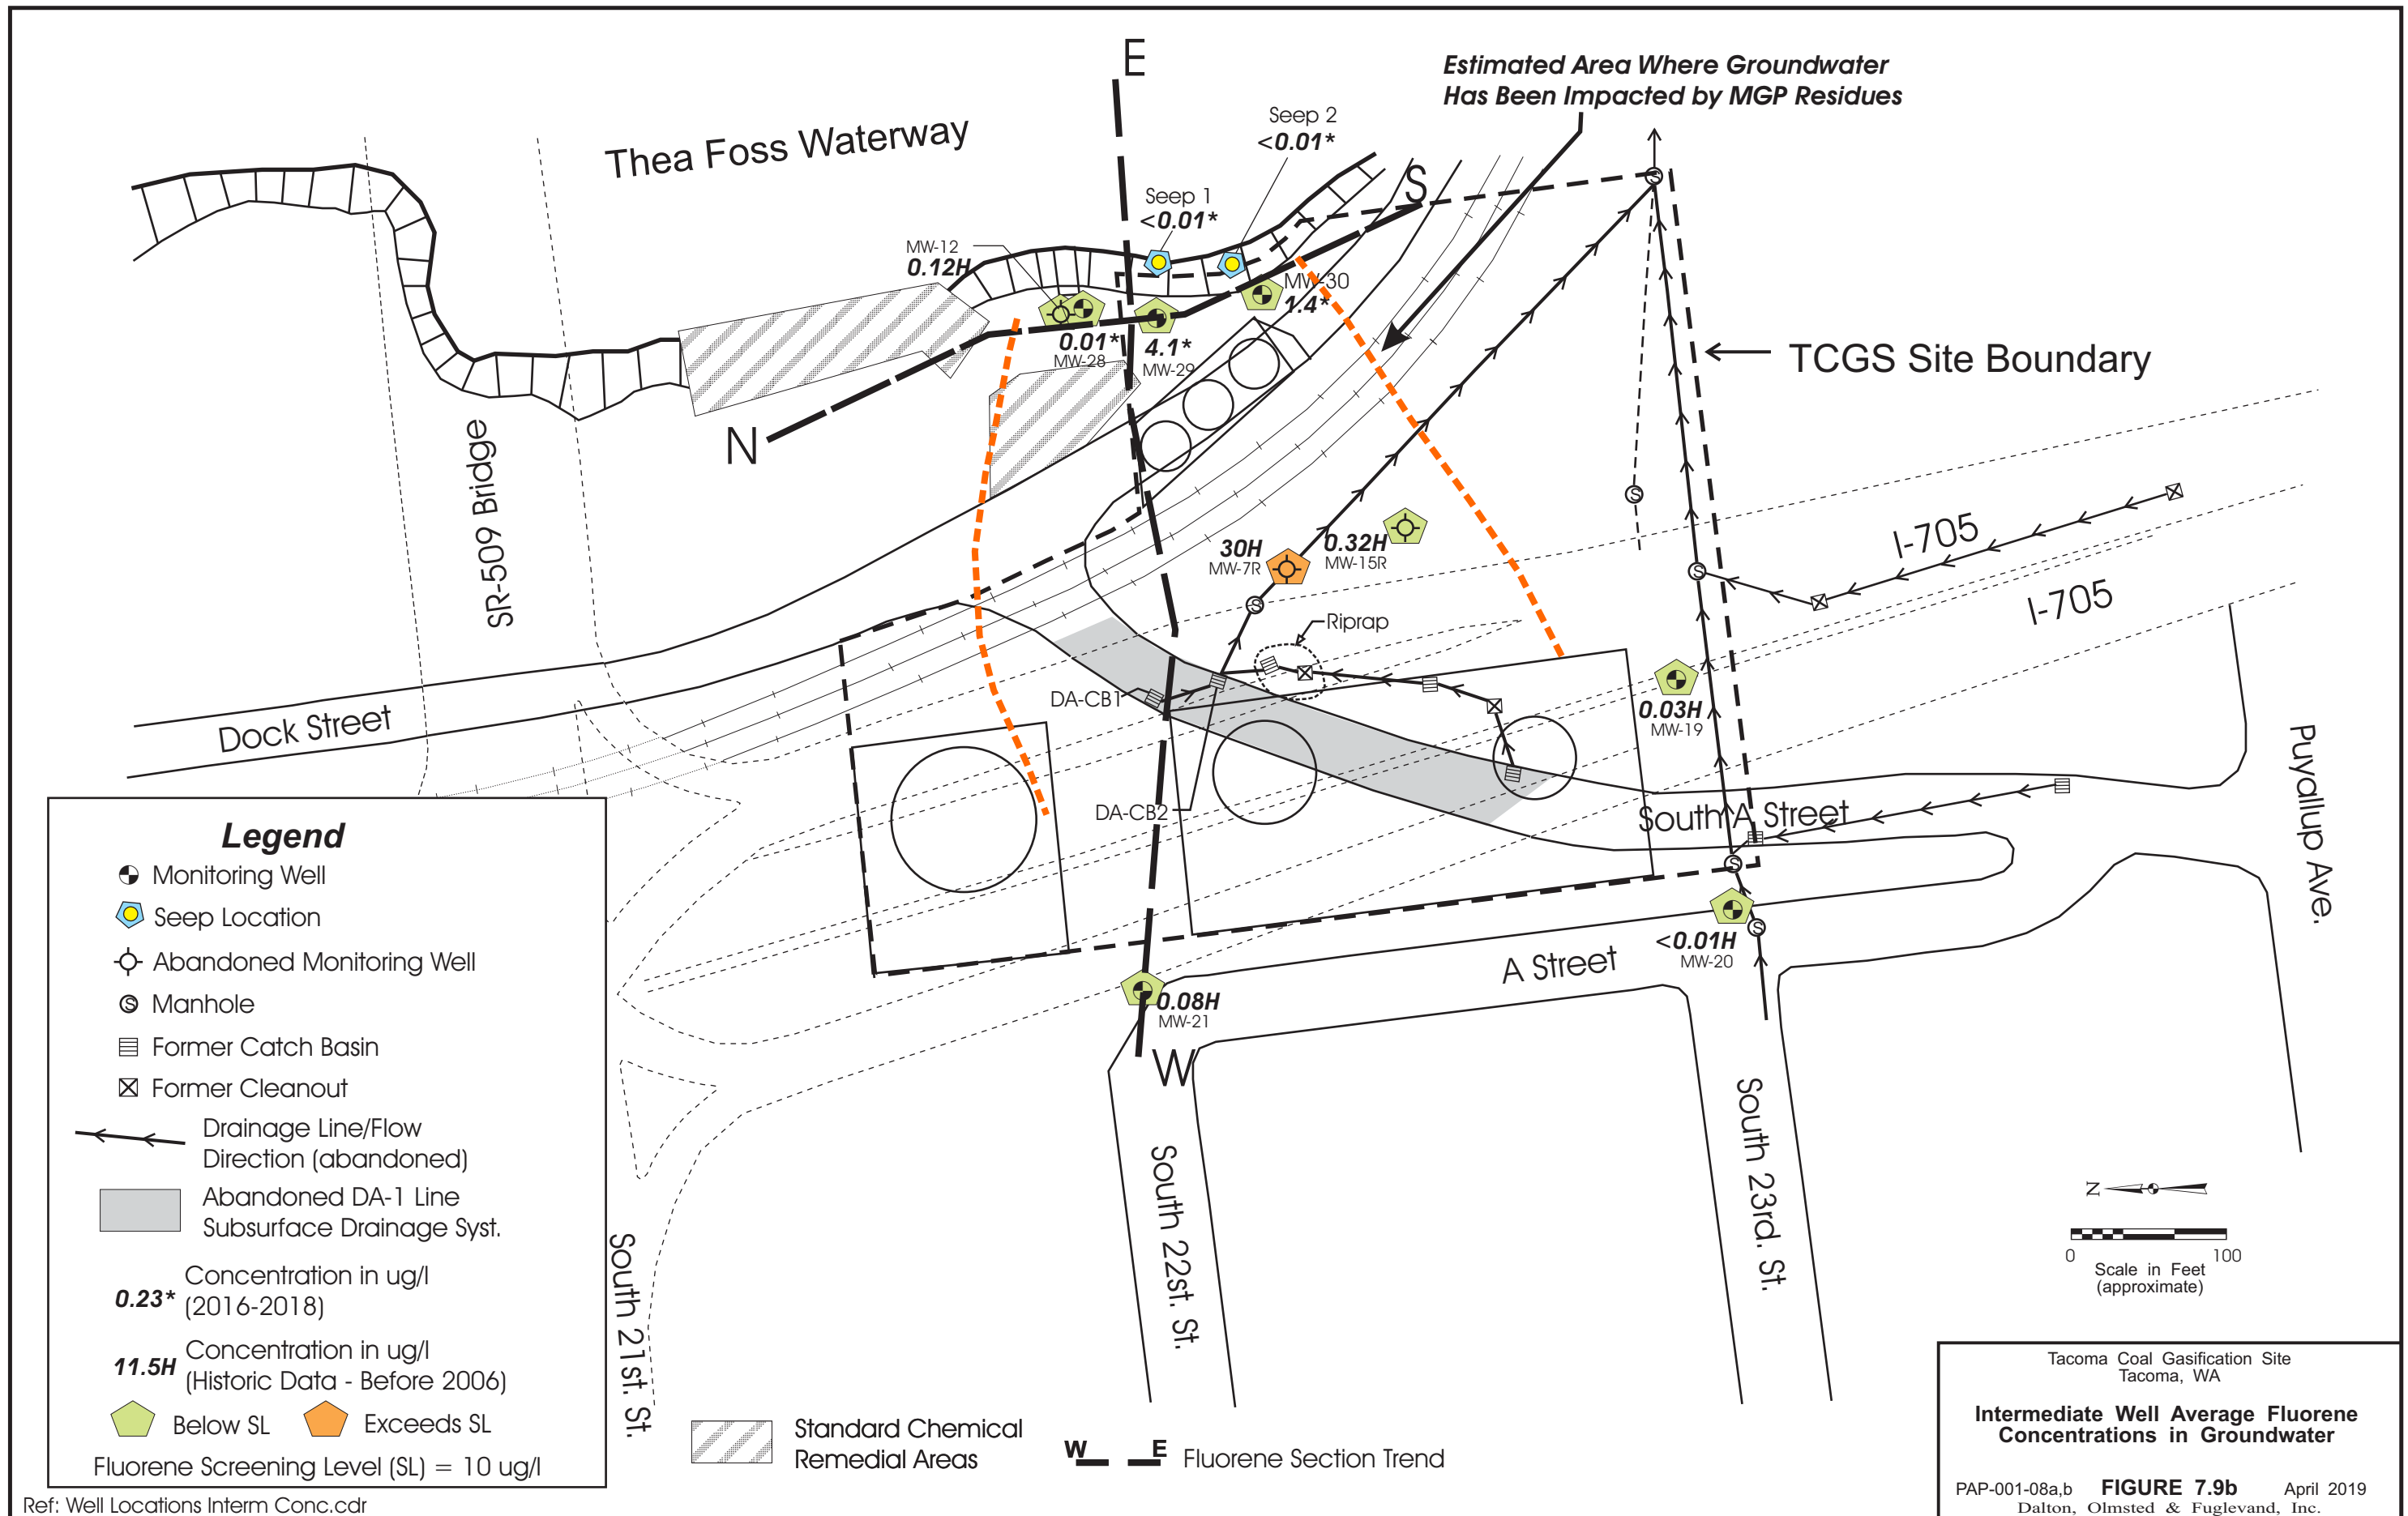 E
Estimated Area Where Groundwater
Has Been Impacted by MGP Residues
Thea Foss Waterway
Seep 2
<0.01*
Seep 1
<0.01*
S
MW-12
0.12H
MW-30
1.4*
0.01*
MW-28
4.1*
MW-29
TCGS Site Boundary
N
SR-509 Bridge
30H
MW-7R
0.32H
MW-15R
I-705
I-705
Riprap
DA-CB1
0.03H
MW-19
Dock Street
Puyallup Ave.
DA-CB2
South A Street
<0.01H
MW-20
A Street
0.08H
MW-21
W
South 21st. St.
South 22st. St.
South 23rd. St.
Legend
Monitoring Well
Seep Location
Abandoned Monitoring Well
S Manhole
Former Catch Basin
Former Cleanout
Drainage Line/Flow
Direction (abandoned)
Abandoned DA-1 Line
Subsurface Drainage Syst.
0.23* Concentration in ug/l
(2016-2018)
11.5H Concentration in ug/l
(Historic Data - Before 2006)
Below SL Exceeds SL
Fluorene Screening Level (SL) = 10 ug/l
Ref: Well Locations Interm Conc.cdr
Standard Chemical
Remedial Areas
W E Fluorene Section Trend
N
0 100
Scale in Feet
(approximate)
Tacoma Coal Gasification Site
Tacoma, WA
Intermediate Well Average Fluorene
Concentrations in Groundwater
PAP-001-08a,b FIGURE 7.9b April 2019
Dalton, Olmsted & Fuglevand, Inc.